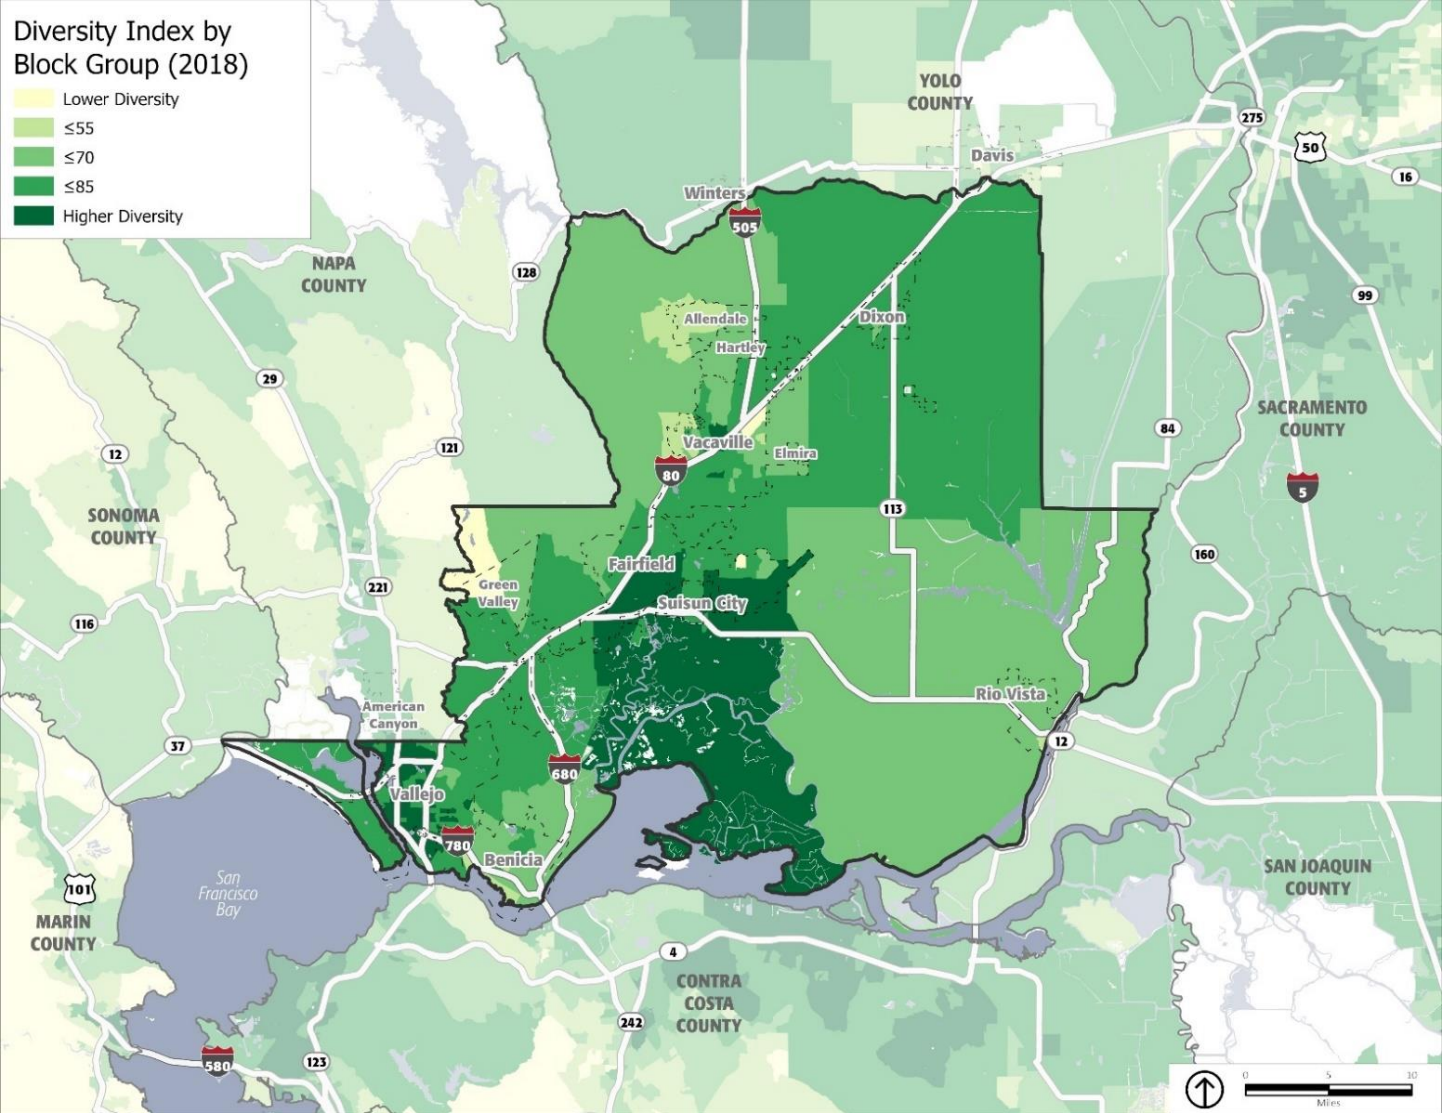 Diversity Index by
Block Group (2018)
Lower Diversity
≤55
≤70
≤85
Higher Diversity
YOLO
COUNTY
275
50
Davis
16
Winters
505
NAPA
COUNTY
128
99
Allendale
Dixon
Hartley
29
SACRAMENTO
COUNTY
84
Vacaville
121
12
Elmira
80
5
113
SONOMA
COUNTY
160
Fairfield
Green
Valley
221
Suisun City
116
Rio Vista
American
Canyon
37
12
680
Vallejo
780
Benicia
San
Francisco
Bay
101
SAN JOAQUIN
COUNTY
MARIN
COUNTY
4
CONTRA
COSTA
COUNTY
242
580
123
0 5 10
Miles